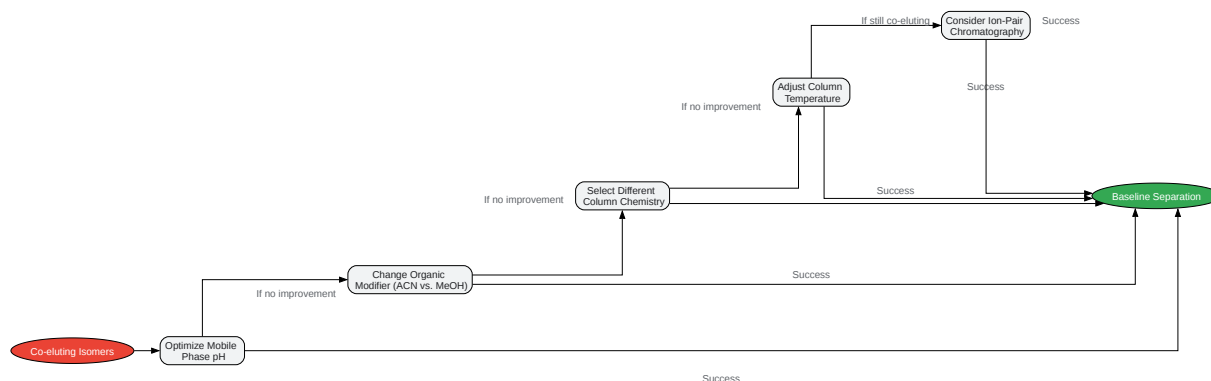 If still co-eluting
Consider Ion-Pair
Chromatography
Success
Adjust Column
Temperature
Success
If no improvement
Select Different
Column Chemistry
If no improvement
Success
Baseline Separation
Change Organic
Modifier (ACN vs. MeOH)
Success
If no improvement
Co-eluting Isomers
Optimize Mobile
Phase pH
Success